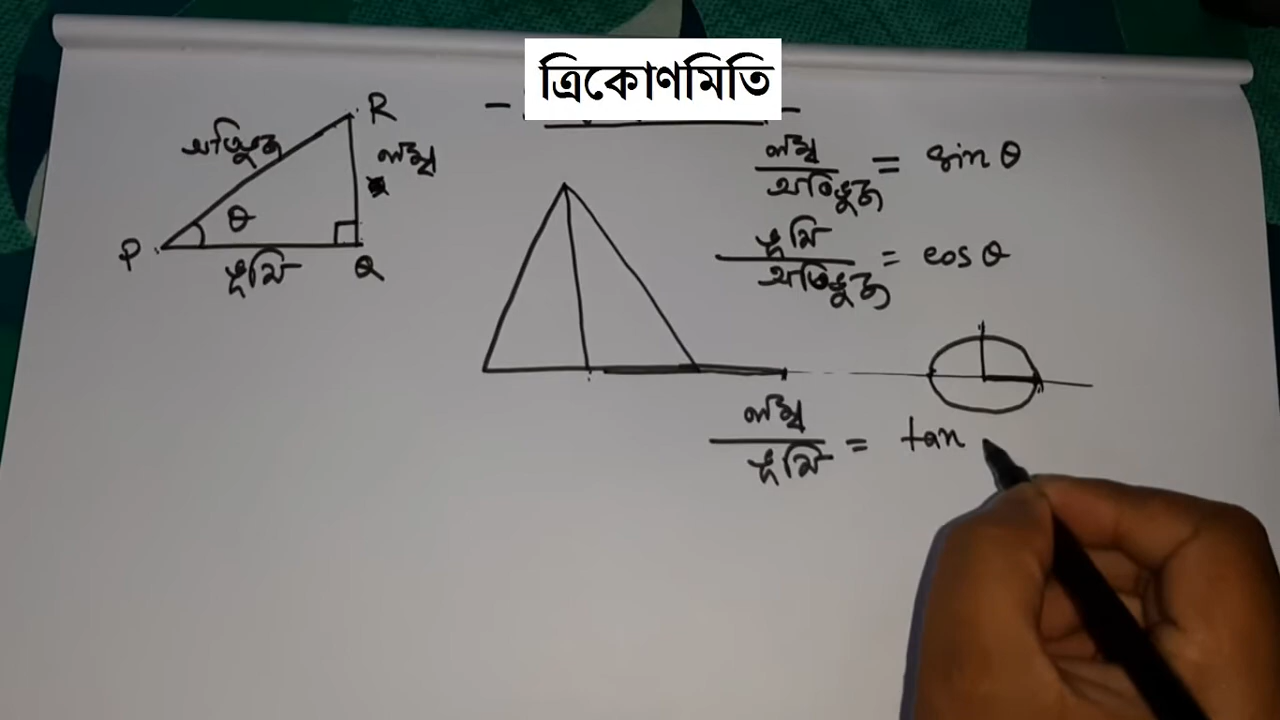 ত্রিকোণমিতি
R
অতিভুজ
লম্ব
θ
P
ভূমি
Q
লম্ব / অতিভুজ = sin θ
ভূমি / অতিভুজ = cos θ
লম্ব / ভূমি = tan